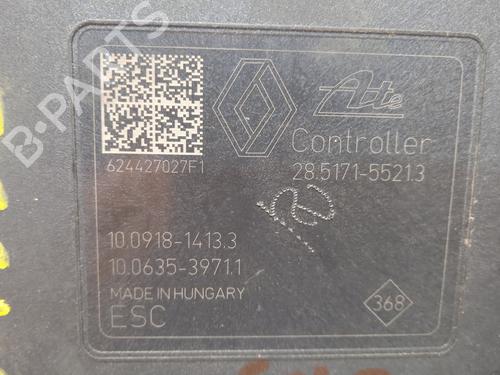 B-PARTS
Ate
Controller
624427027F1
28.5171-5521.3
10.0918-1413.3
10.0635-3971.1
MADE IN HUNGARY
368
ESC